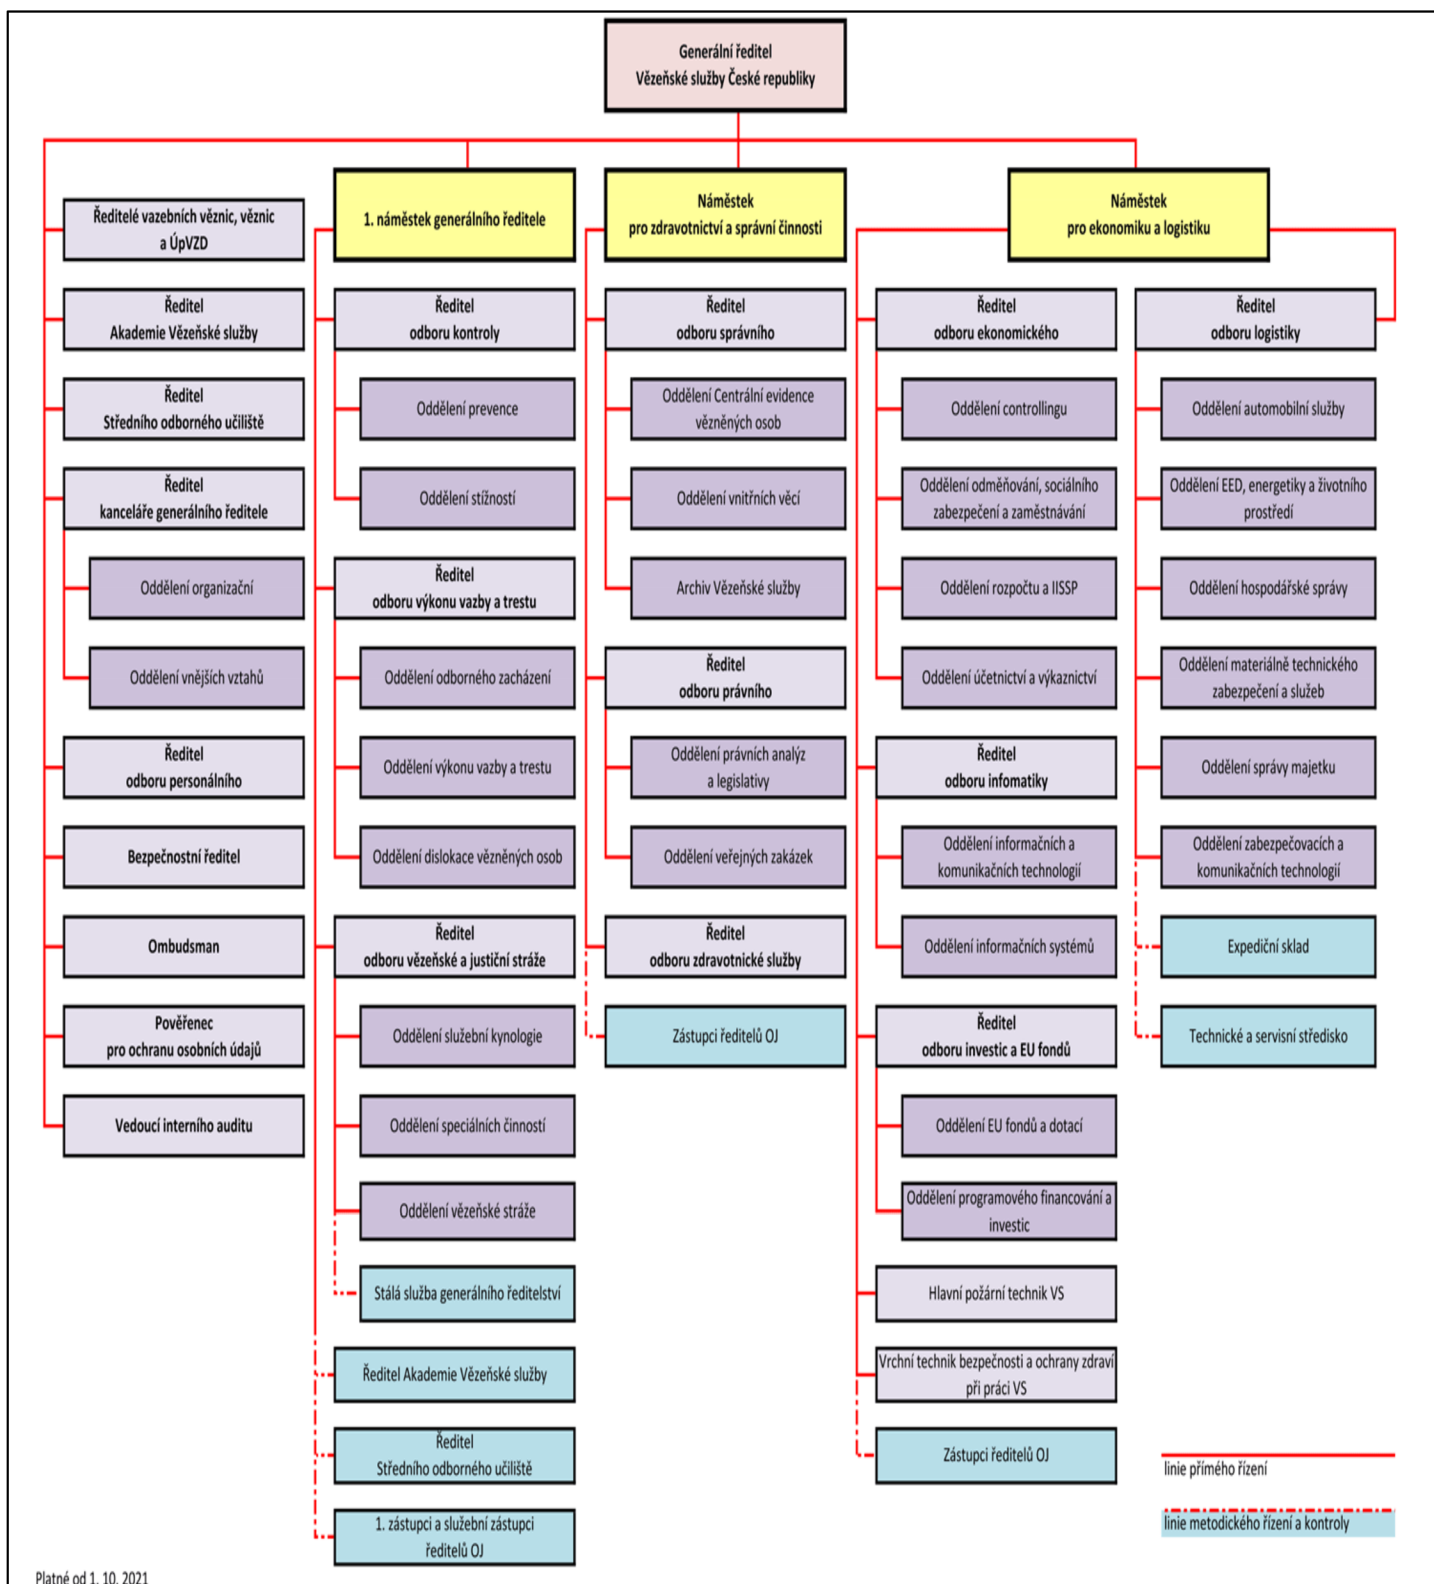 Generální ředitel
Vězeňské služby České republiky
Ředitelé vazebních věznic, věznic
a ÚpVZD
Ředitel
Akademie Vězeňské služby
Ředitel
Středního odborného učiliště
Ředitel
kanceláře generálního ředitele
Oddělení organizační
Oddělení vnějších vztahů
Ředitel
odboru personálního
Bezpečnostní ředitel
Ombudsman
Pověřenec
pro ochranu osobních údajů
Vedoucí interního auditu
1. náměstek generálního ředitele
Ředitel
odboru kontroly
Oddělení prevence
Oddělení stížností
Ředitel
odboru výkonu vazby a trestu
Oddělení odborného zacházení
Oddělení výkonu vazby a trestu
Oddělení dislokace vězněných osob
Ředitel
odboru vězeňské a justiční stráže
Oddělení služební kynologie
Oddělení speciálních činností
Oddělení vězeňské stráže
Stálá služba generálního ředitelství
Ředitel Akademie Vězeňské služby
Ředitel
Středního odborného učiliště
1. zástupci a služební zástupci
ředitelů OJ
Náměstek
pro zdravotnictví a správní činnosti
Ředitel
odboru správního
Oddělení Centrální evidence
vězněných osob
Oddělení vnitřních věcí
Archiv Vězeňské služby
Ředitel
odboru právního
Oddělení právních analýz
a legislativy
Oddělení veřejných zakázek
Ředitel
odboru zdravotnické služby
Zástupci ředitelů OJ
Náměstek
pro ekonomiku a logistiku
Ředitel
odboru ekonomického
Oddělení controllingu
Oddělení odměňování, sociálního
zabezpečení a zaměstnávání
Oddělení rozpočtu a IISSP
Oddělení účetnictví a výkaznictví
Ředitel
odboru infomatiky
Oddělení informačních a
komunikačních technologií
Oddělení informačních systémů
Ředitel
odboru investic a EU fondů
Oddělení EU fondů a dotací
Oddělení programového financování a
investic
Hlavní požární technik VS
Vrchní technik bezpečnosti a ochrany zdraví
při práci VS
Zástupci ředitelů OJ
Ředitel
odboru logistiky
Oddělení automobilní služby
Oddělení EED, energetiky a životního
prostředí
Oddělení hospodářské správy
Oddělení materiálně technického
zabezpečení a služeb
Oddělení správy majetku
Oddělení zabezpečovacích a
komunikačních technologií
Expediční sklad
Technické a servisní středisko
linie přímého řízení
linie metodického řízení a kontroly
Platné od 1. 10. 2021